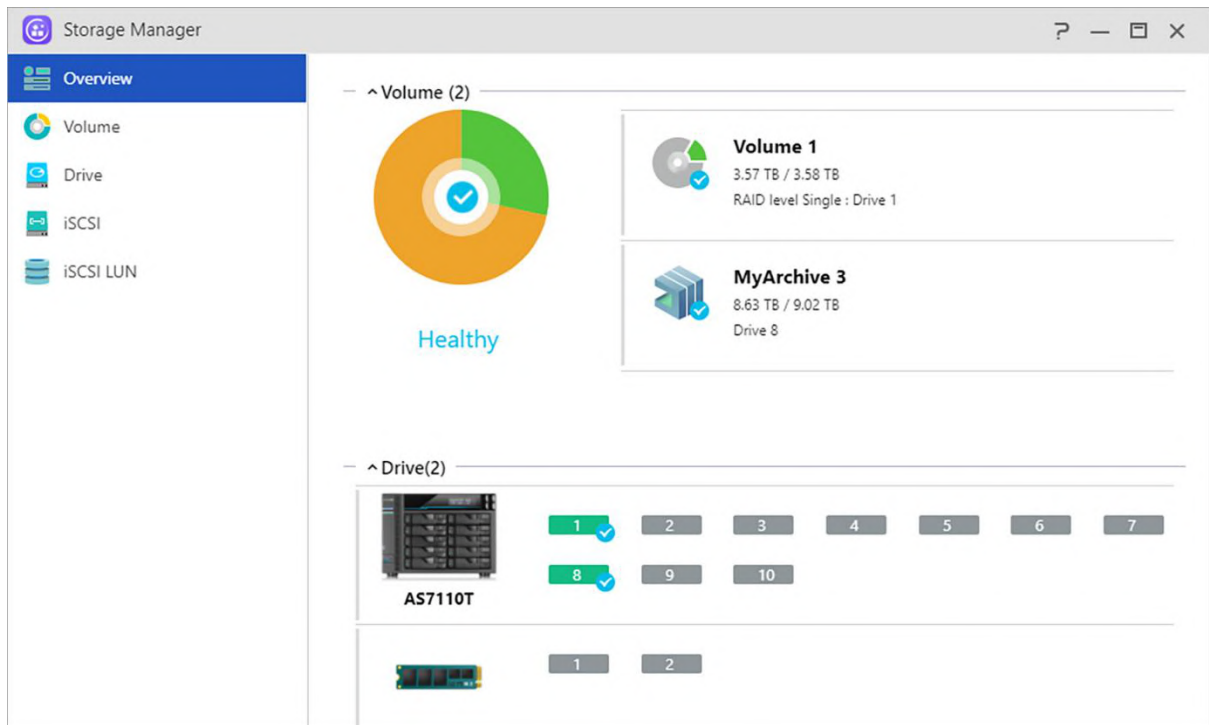 Storage Manager
Overview
Volume
Drive
iSCSI
iSCSI LUN
Volume (2)
Healthy
Volume 1
3.57 TB / 3.58 TB
RAID level Single : Drive 1
MyArchive 3
8.63 TB / 9.02 TB
Drive 8
Drive(2)
AS7110T
1 2 3 4 5 6 7
8 9 10
1 2